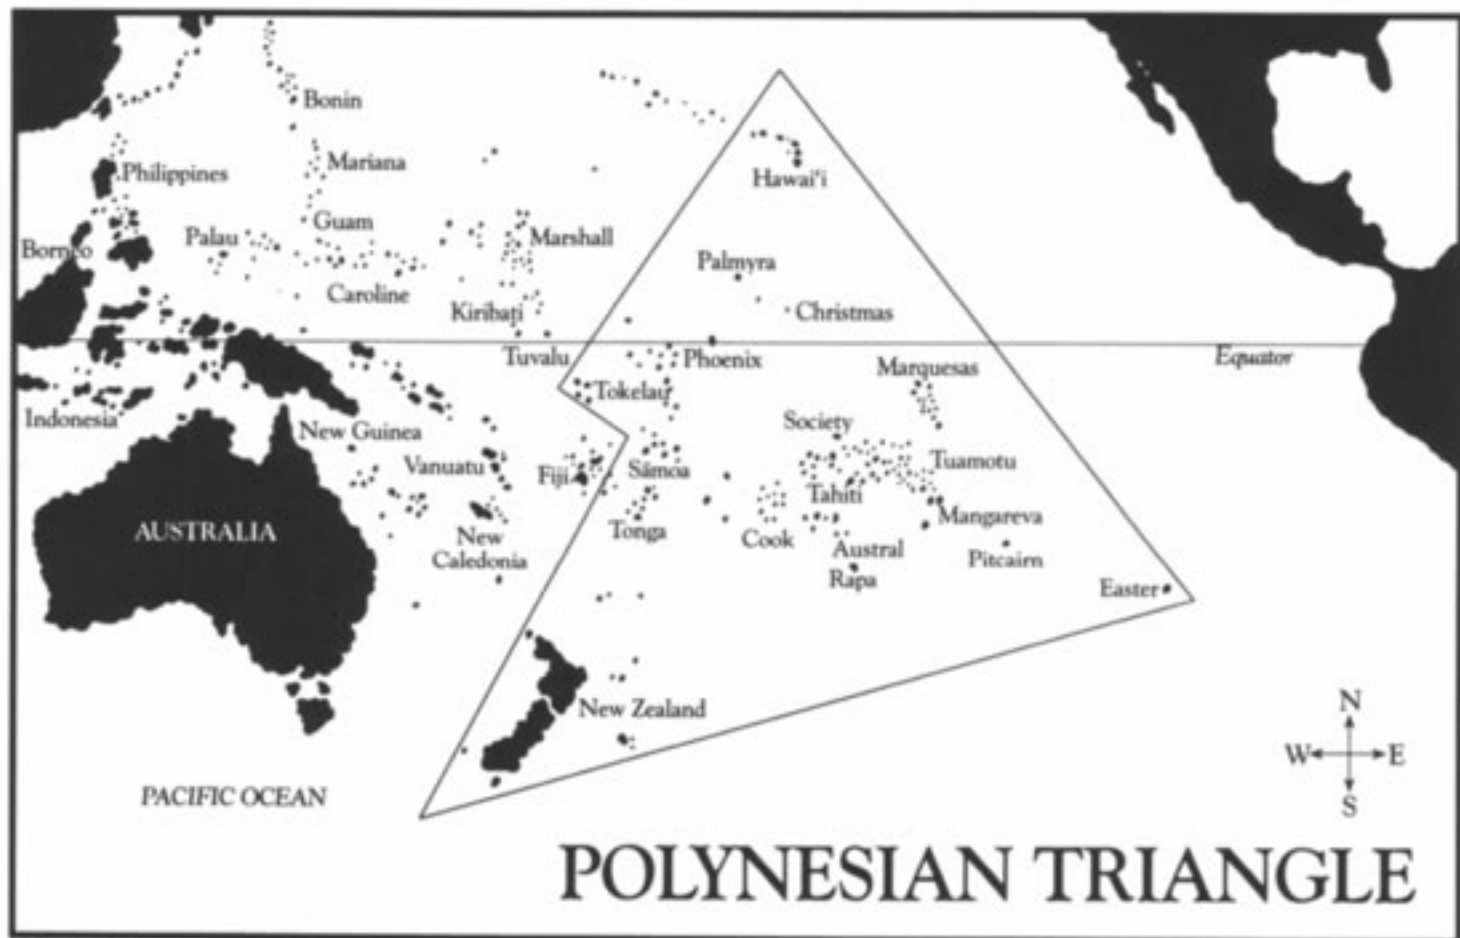 Bonin
Philippines
Mariana
Hawai'i
Guam
Borneo
Palau
Marshall
Palmyra
Caroline
Kiribati
Christmas
Tuvalu
Phoenix
Equator
Marquesas
Tokelau
Indonesia
New Guinea
Society
Vanuatu
Fiji
Sāmoa
Tuamotu
Tahiti
AUSTRALIA
Tonga
Mangareva
New
Caledonia
Cook
Austral
Rapa
Pitcairn
Easter
New Zealand
N
W E
S
PACIFIC OCEAN
POLYNESIAN TRIANGLE